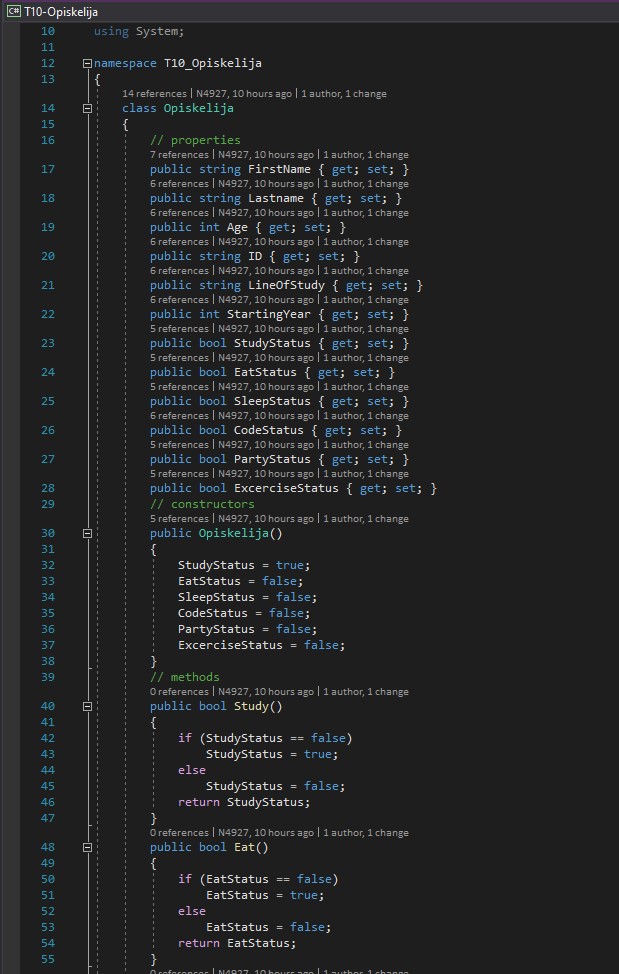 C# T10-Opiskelija
10 using System;
11
12 namespace T10_Opiskelija
13 {
14 references | N4927, 10 hours ago | 1 author, 1 change
14 class Opiskelija
15 {
16 // properties
7 references | N4927, 10 hours ago | 1 author, 1 change
17 public string FirstName { get; set; }
6 references | N4927, 10 hours ago | 1 author, 1 change
18 public string Lastname { get; set; }
6 references | N4927, 10 hours ago | 1 author, 1 change
19 public int Age { get; set; }
6 references | N4927, 10 hours ago | 1 author, 1 change
20 public string ID { get; set; }
6 references | N4927, 10 hours ago | 1 author, 1 change
21 public string LineOfStudy { get; set; }
6 references | N4927, 10 hours ago | 1 author, 1 change
22 public int StartingYear { get; set; }
5 references | N4927, 10 hours ago | 1 author, 1 change
23 public bool StudyStatus { get; set; }
5 references | N4927, 10 hours ago | 1 author, 1 change
24 public bool EatStatus { get; set; }
5 references | N4927, 10 hours ago | 1 author, 1 change
25 public bool SleepStatus { get; set; }
6 references | N4927, 10 hours ago | 1 author, 1 change
26 public bool CodeStatus { get; set; }
5 references | N4927, 10 hours ago | 1 author, 1 change
27 public bool PartyStatus { get; set; }
5 references | N4927, 10 hours ago | 1 author, 1 change
28 public bool ExcerciseStatus { get; set; }
29 // constructors
5 references | N4927, 10 hours ago | 1 author, 1 change
30 public Opiskelija()
31 {
32 StudyStatus = true;
33 EatStatus = false;
34 SleepStatus = false;
35 CodeStatus = false;
36 PartyStatus = false;
37 ExcerciseStatus = false;
38 }
39 // methods
0 references | N4927, 10 hours ago | 1 author, 1 change
40 public bool Study()
41 {
42 if (StudyStatus == false)
43 StudyStatus = true;
44 else
45 StudyStatus = false;
46 return StudyStatus;
47 }
0 references | N4927, 10 hours ago | 1 author, 1 change
48 public bool Eat()
49 {
50 if (EatStatus == false)
51 EatStatus = true;
52 else
53 EatStatus = false;
54 return EatStatus;
55 }
0 references | N4927, 10 hours ago | 1 author, 1 change